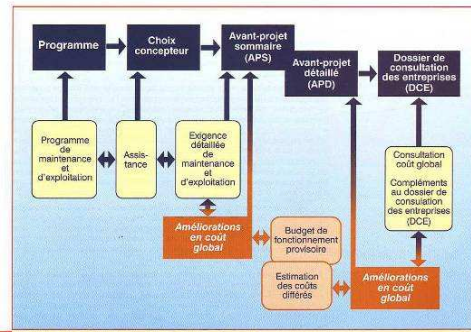 Programme
Choix
concepteur
Avant-projet
sommaire
(APS)
Avant-projet
détaillé (APD)
Dossier de
consultation
des entreprises
(DCE)
Programme
de
maintenance
et
d'exploitation
Assis-
tance
Exigence
détaillée
de
maintenance
et
d'exploitation
Consultation
coût global
Compléments
au dossier de
consulation
des entreprises
(DCE)
Améliorations
en coût
global
Budget de
fonctionnement
provisoire
Estimation
des coûts
différés
Améliorations
en coût
global